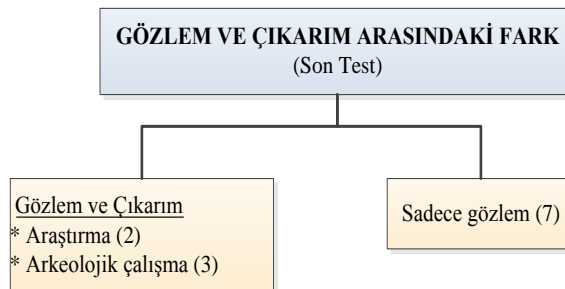 GÖZLEM VE ÇIKARIM ARASINDAKİ FARK
(Son Test)
Gözlem ve Çıkarım
* Araştırma (2)
* Arkeolojik çalışma (3)
Sadece gözlem (7)